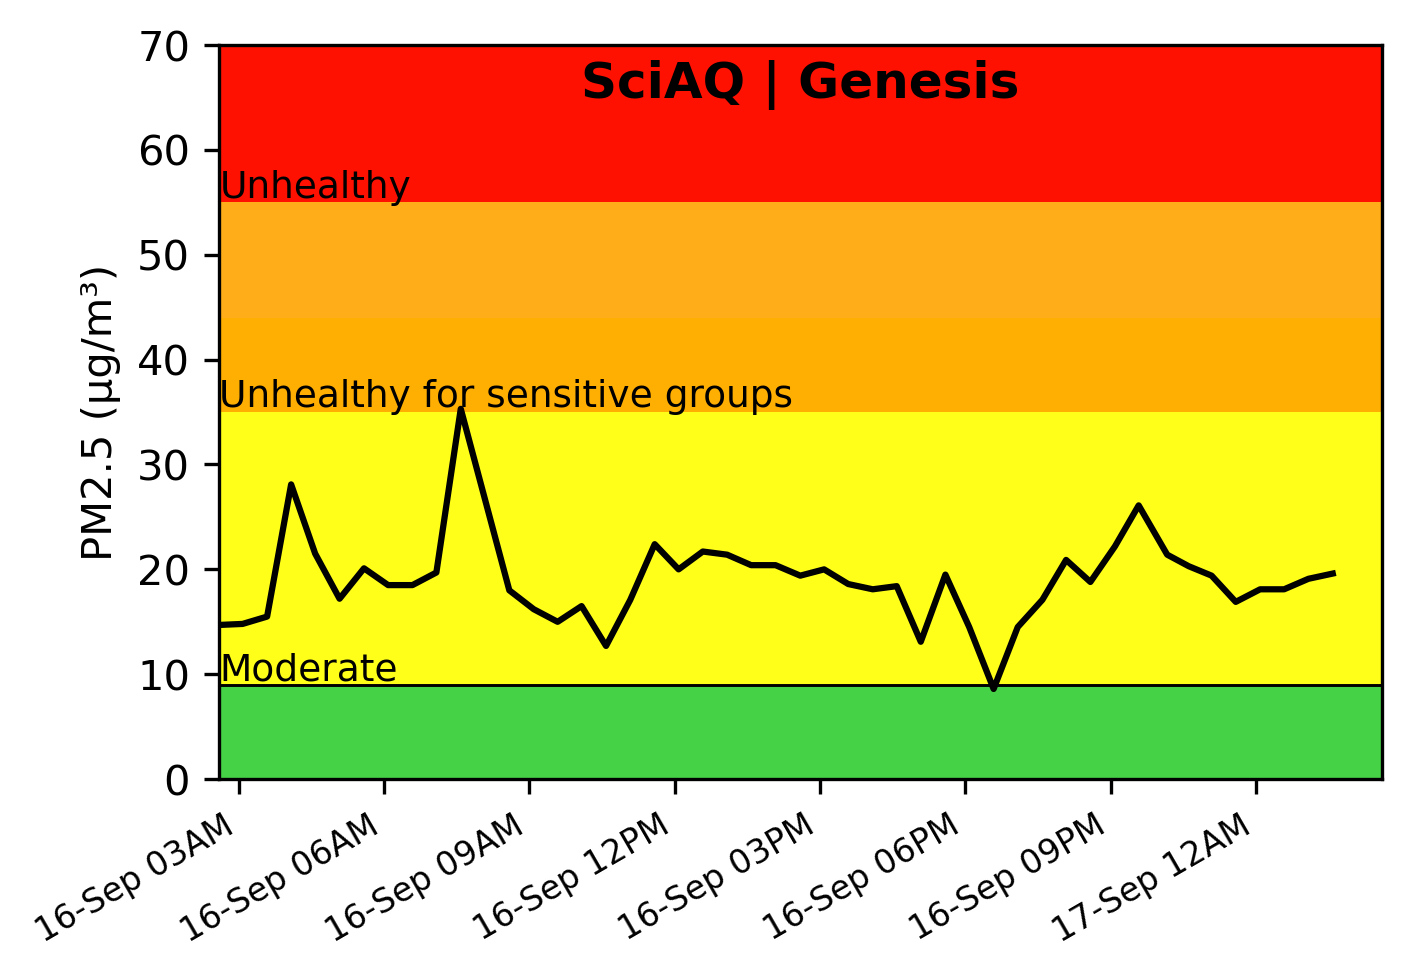 SciAQ | Genesis
PM2.5 (µg/m³)
70
60
50
40
30
20
10
0
Unhealthy
Unhealthy for sensitive groups
Moderate
16-Sep 03AM
16-Sep 06AM
16-Sep 09AM
16-Sep 12PM
16-Sep 03PM
16-Sep 06PM
16-Sep 09PM
17-Sep 12AM